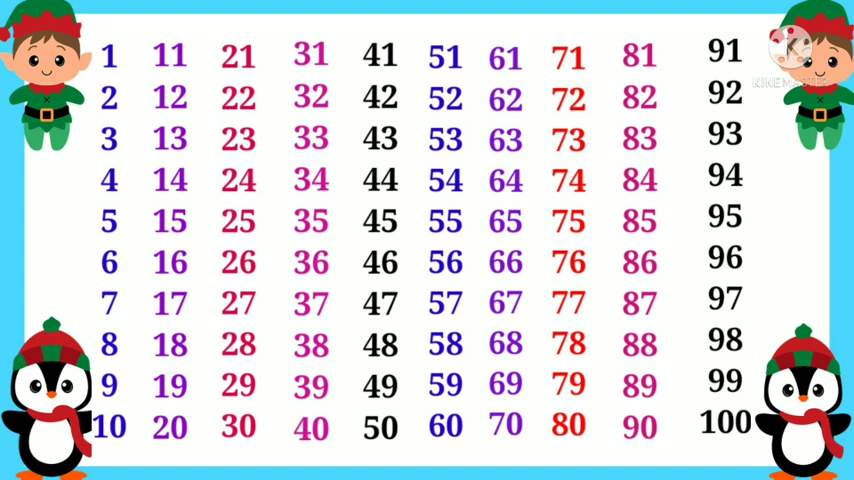 1 11 21 31 41 51 61 71 81 91
2 12 22 32 42 52 62 72 82 92
3 13 23 33 43 53 63 73 83 93
4 14 24 34 44 54 64 74 84 94
5 15 25 35 45 55 65 75 85 95
6 16 26 36 46 56 66 76 86 96
7 17 27 37 47 57 67 77 87 97
8 18 28 38 48 58 68 78 88 98
9 19 29 39 49 59 69 79 89 99
10 20 30 40 50 60 70 80 90 100
K
KINEMASTER